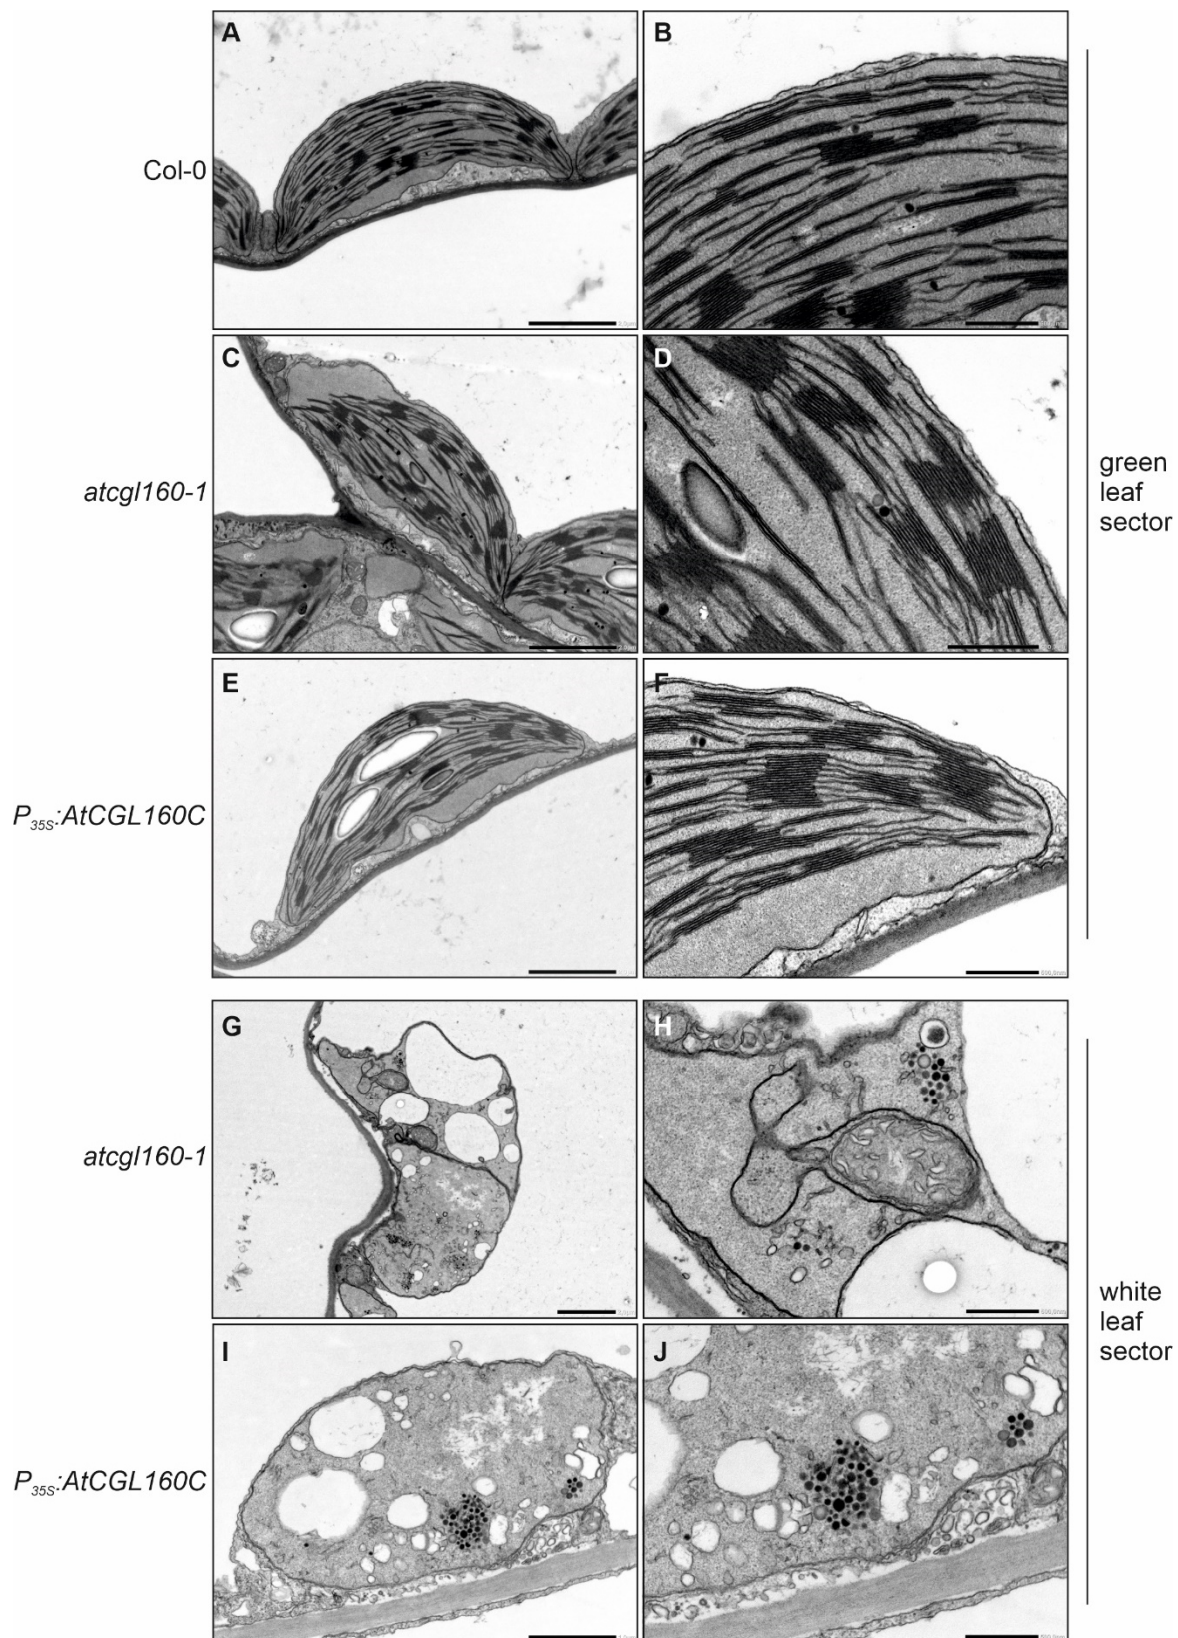 A
B
Col-0
C
D
atcgl160-1
green
leaf
sector
E
F
P35S:AtCGL160C
G
H
atcgl160-1
white
leaf
sector
I
J
P35S:AtCGL160C